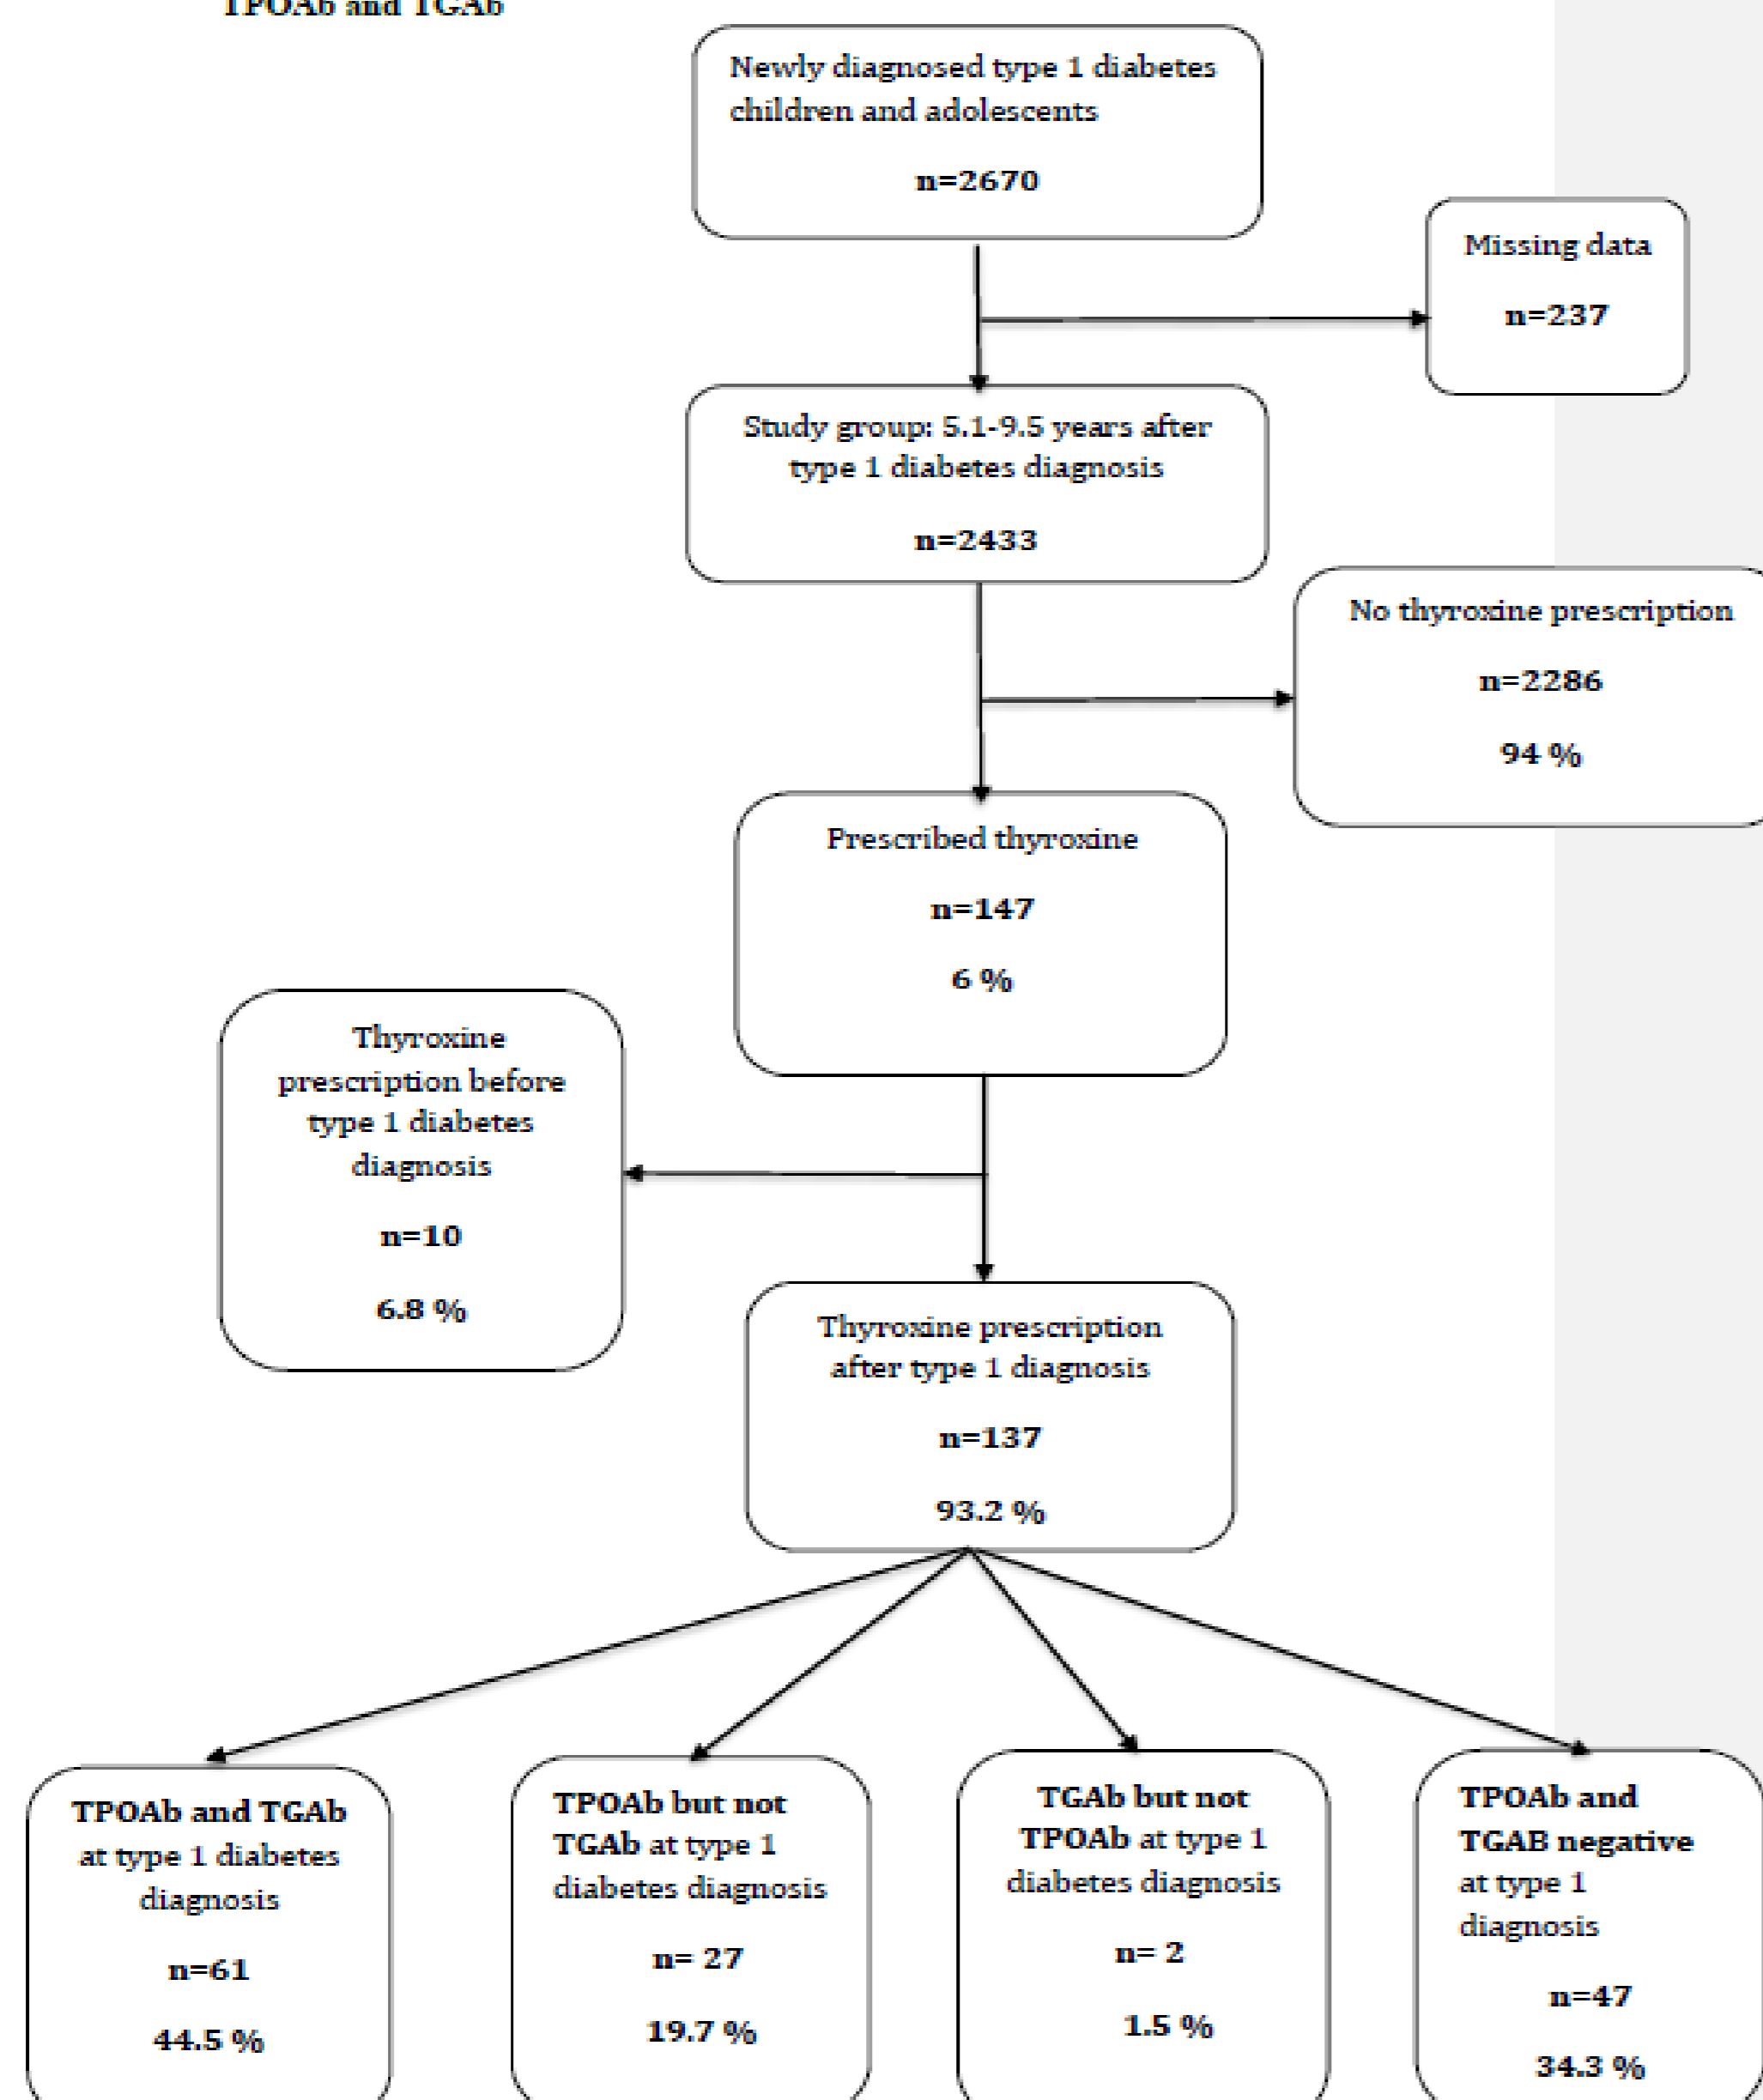 TPOAb and TGAb
Newly diagnosed type 1 diabetes
children and adolescents
n=2670
Missing data
n=237
Study group: 5.1-9.5 years after
type 1 diabetes diagnosis
n=2433
No thyroxine prescription
n=2286
94 %
Prescribed thyroxine
n=147
6 %
Thyroxine
prescription before
type 1 diabetes
diagnosis
n=10
6.8 %
Thyroxine prescription
after type 1 diagnosis
n=137
93.2 %
TPOAb and TGAb
at type 1 diabetes
diagnosis
n=61
44.5 %
TPOAb but not
TGAb at type 1
diabetes diagnosis
n= 27
19.7 %
TGAb but not
TPOAb at type 1
diabetes diagnosis
n= 2
1.5 %
TPOAb and
TGAB negative
at type 1
diagnosis
n=47
34.3 %